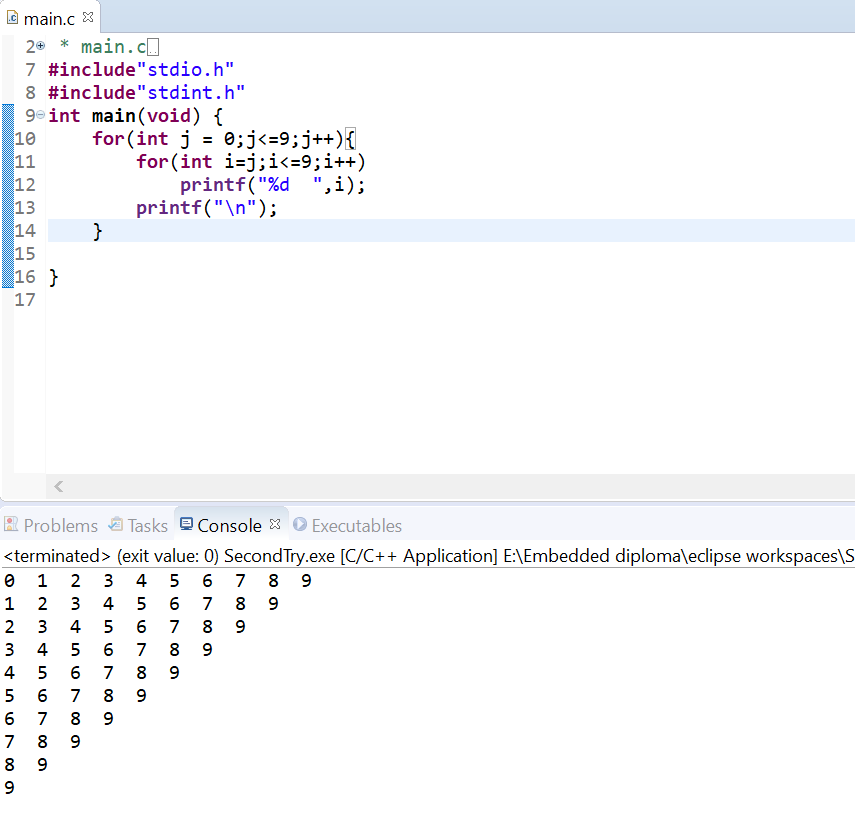 main.c
2 * main.c
7 #include"stdio.h"
8 #include"stdint.h"
9 int main(void) {
10     for(int j = 0;j<=9;j++){
11         for(int i=j;i<=9;i++)
12             printf("%d  ",i);
13         printf("\n");
14     }
15
16 }
17
Problems Tasks Console Executables
<terminated> (exit value: 0) SecondTry.exe [C/C++ Application] E:\Embedded diploma\eclipse workspaces\S
0  1  2  3  4  5  6  7  8  9
1  2  3  4  5  6  7  8  9
2  3  4  5  6  7  8  9
3  4  5  6  7  8  9
4  5  6  7  8  9
5  6  7  8  9
6  7  8  9
7  8  9
8  9
9